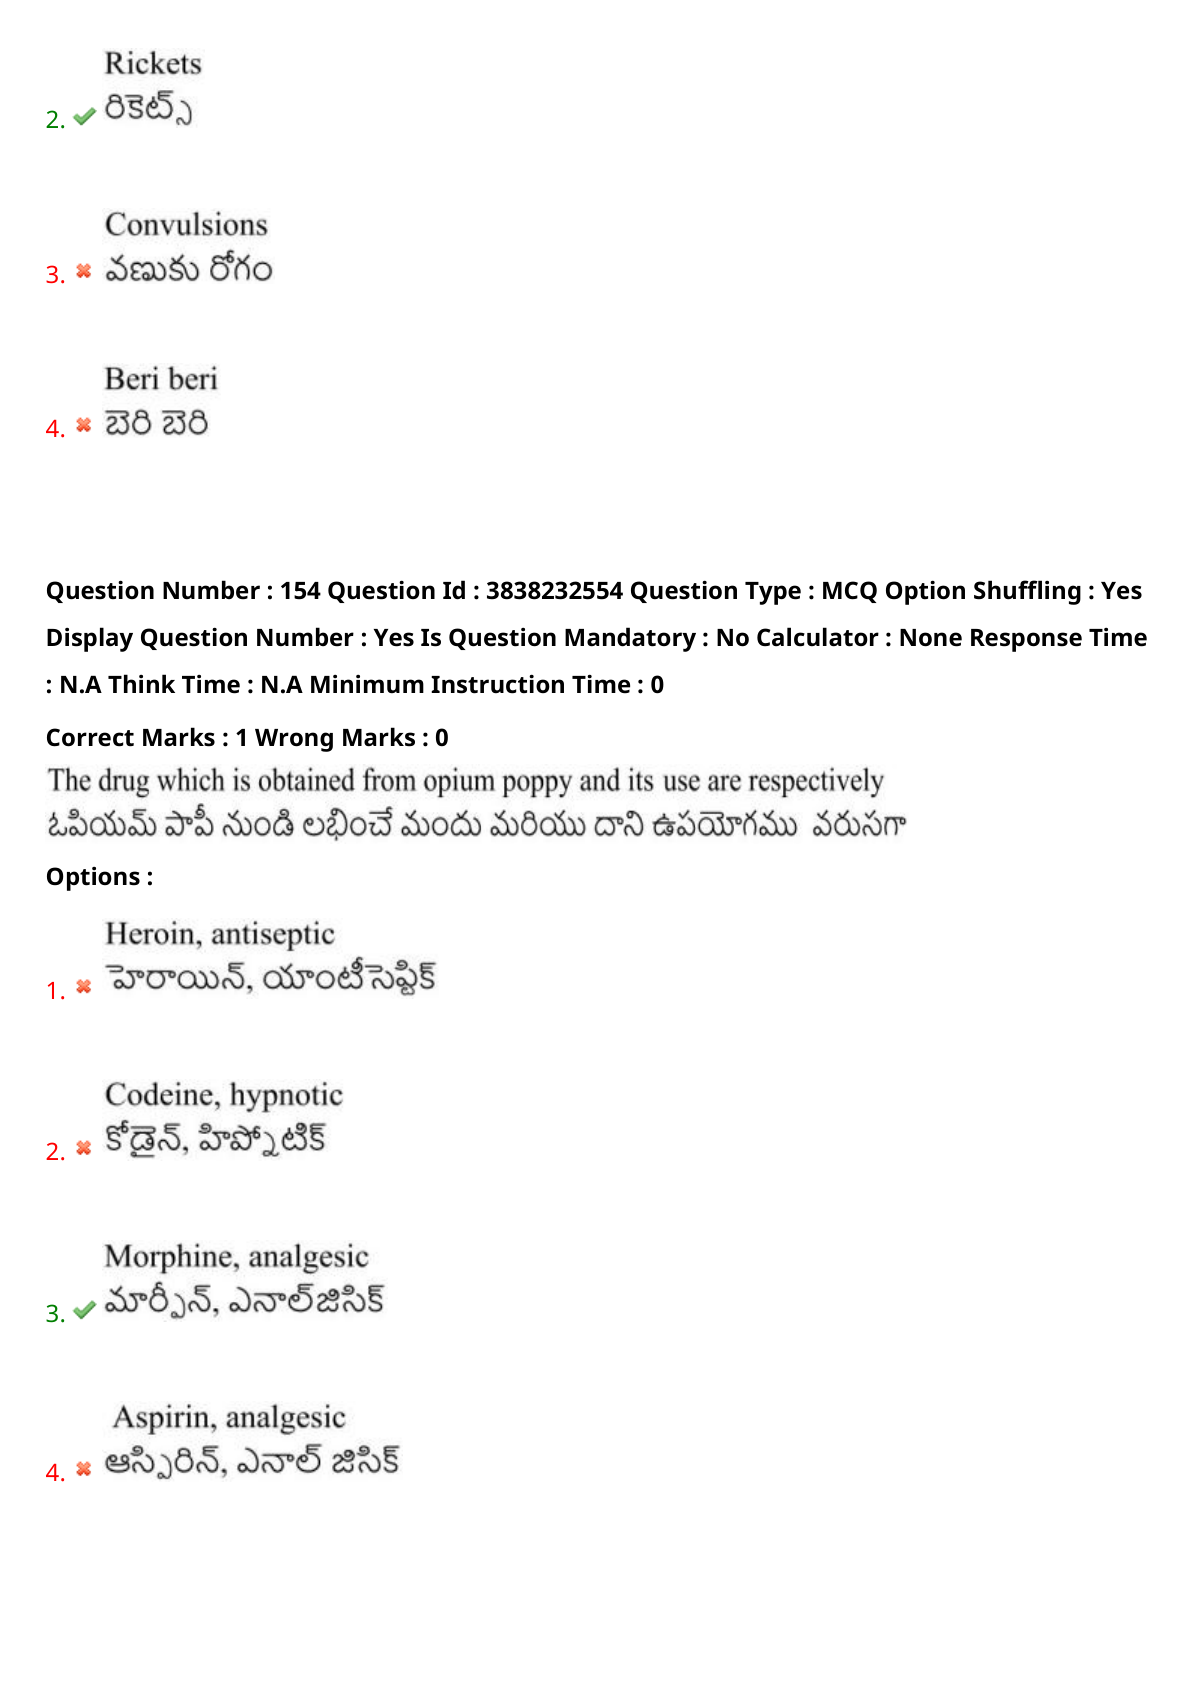 Rickets
2. రికెట్స్
Convulsions
3. వణుకు రోగం
Beri beri
4. బెరి బెరి
Question Number : 154 Question Id : 3838232554 Question Type : MCQ Option Shuffling : Yes
Display Question Number : Yes Is Question Mandatory : No Calculator : None Response Time
: N.A Think Time : N.A Minimum Instruction Time : 0
Correct Marks : 1 Wrong Marks : 0
The drug which is obtained from opium poppy and its use are respectively
ఓపియమ్ పాపీ నుండి లభించే మందు మరియు దాని ఉపయోగము వరుసగా
Options :
Heroin, antiseptic
1. హెరాయిన్, యాంటీసెప్టిక్
Codeine, hypnotic
2. కోడైన్, హిప్నోటిక్
Morphine, analgesic
3. మార్ఫీన్, ఎనాల్‌జిసిక్
Aspirin, analgesic
4. ఆస్పిరిన్, ఎనాల్ జిసిక్